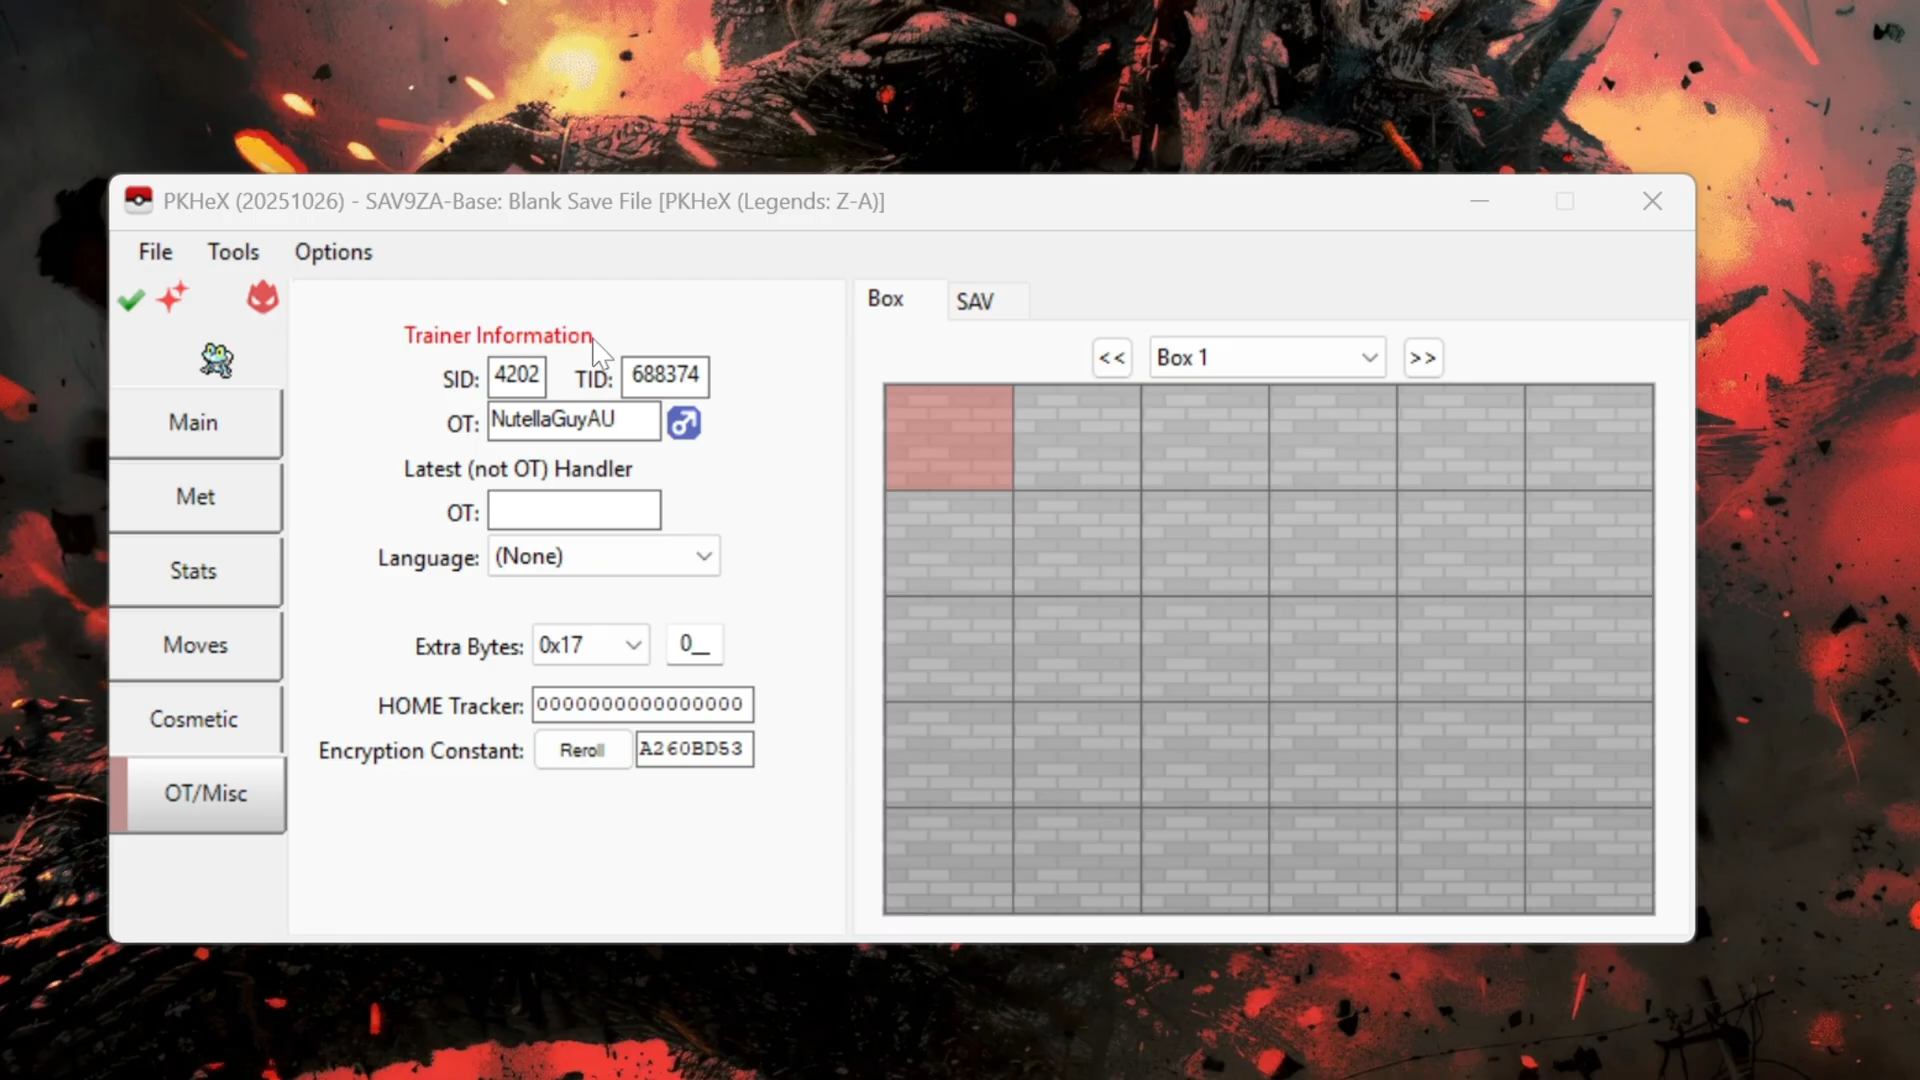 PKHeX (20251026) - SAV9ZA-Base: Blank Save File [PKHeX (Legends: Z-A)]
File Tools Options
Trainer Information
SID: 4202 TID: 688374
OT: NutellaGuyAU
Latest (not OT) Handler
OT:
Language: (None)
Extra Bytes: 0x17 0_
HOME Tracker: 0000000000000000
Encryption Constant: Reroll A260BD53
Main
Met
Stats
Moves
Cosmetic
OT/Misc
Box SAV
<< Box 1 >>